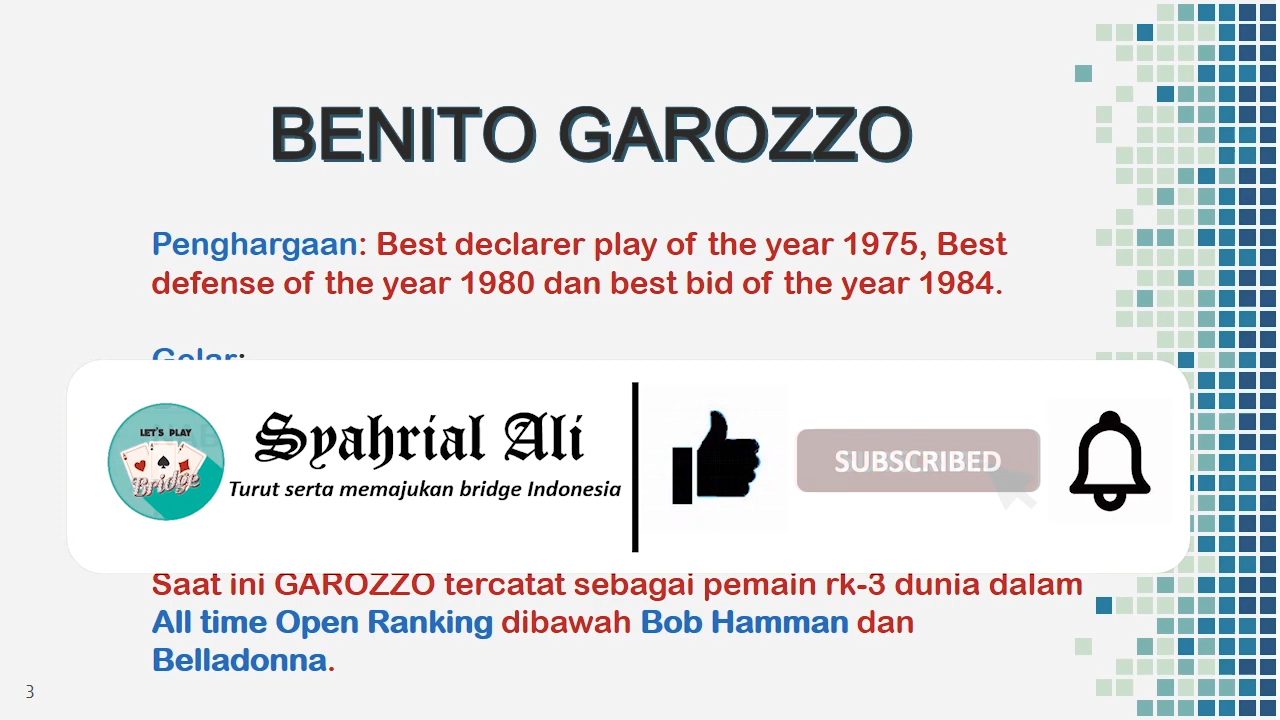 BENITO GAROZZO
Penghargaan: Best declarer play of the year 1975, Best
defense of the year 1980 dan best bid of the year 1984.
Gelar:
LET'S PLAY
Bridge
Syahrial Ali
Turut serta memajukan bridge Indonesia
SUBSCRIBED
Saat ini GAROZZO tercatat sebagai pemain rk-3 dunia dalam
All time Open Ranking dibawah Bob Hamman dan
Belladonna.
3